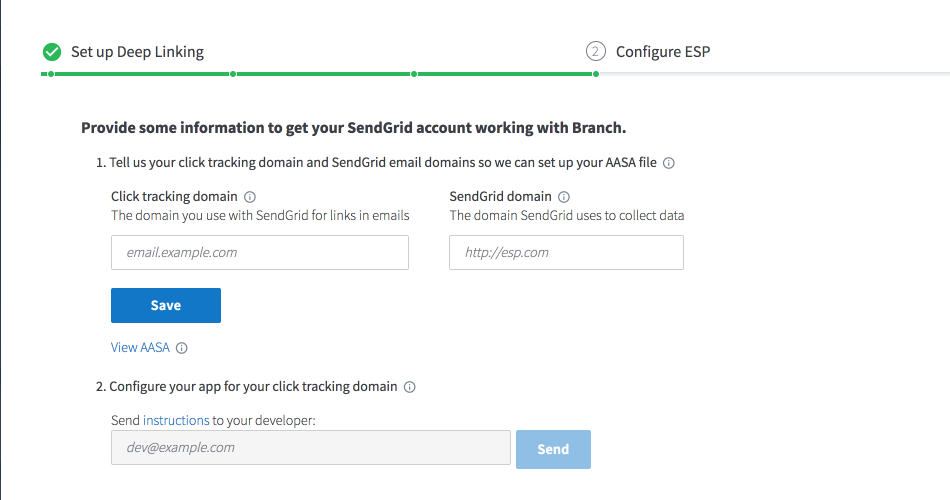 Set up Deep Linking
2 Configure ESP
Provide some information to get your SendGrid account working with Branch.
1. Tell us your click tracking domain and SendGrid email domains so we can set up your AASA file
Click tracking domain
The domain you use with SendGrid for links in emails
email.example.com
SendGrid domain
The domain SendGrid uses to collect data
http://esp.com
Save
View AASA
2. Configure your app for your click tracking domain
Send instructions to your developer:
dev@example.com
Send